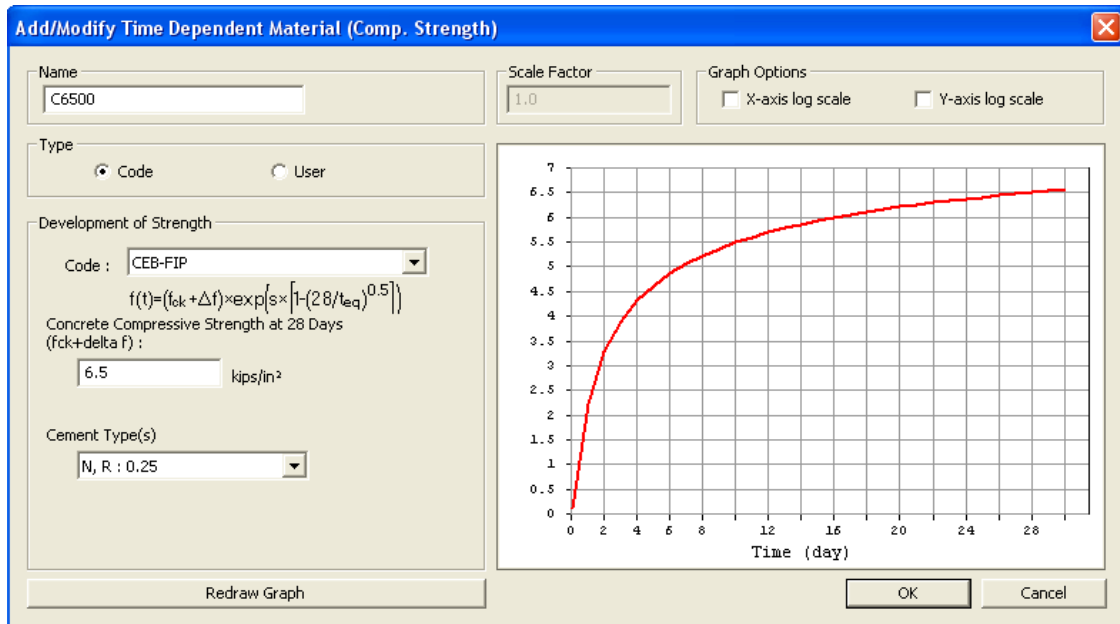 Add/Modify Time Dependent Material (Comp. Strength)
Name
C6500
Scale Factor
1.0
Graph Options
X-axis log scale
Y-axis log scale
Type
Code
User
Development of Strength
Code :
CEB-FIP
f(t)=(fck+Δf)×exp{s×[1-(28/teq)^0.5]}
Concrete Compressive Strength at 28 Days
(fck+delta f) :
6.5 kips/in²
Cement Type(s)
N, R : 0.25
7
6.5
6
5.5
5
4.5
4
3.5
3
2.5
2
1.5
1
0.5
0
0 2 4 6 8 12 16 20 24 28
Time (day)
Redraw Graph
OK
Cancel